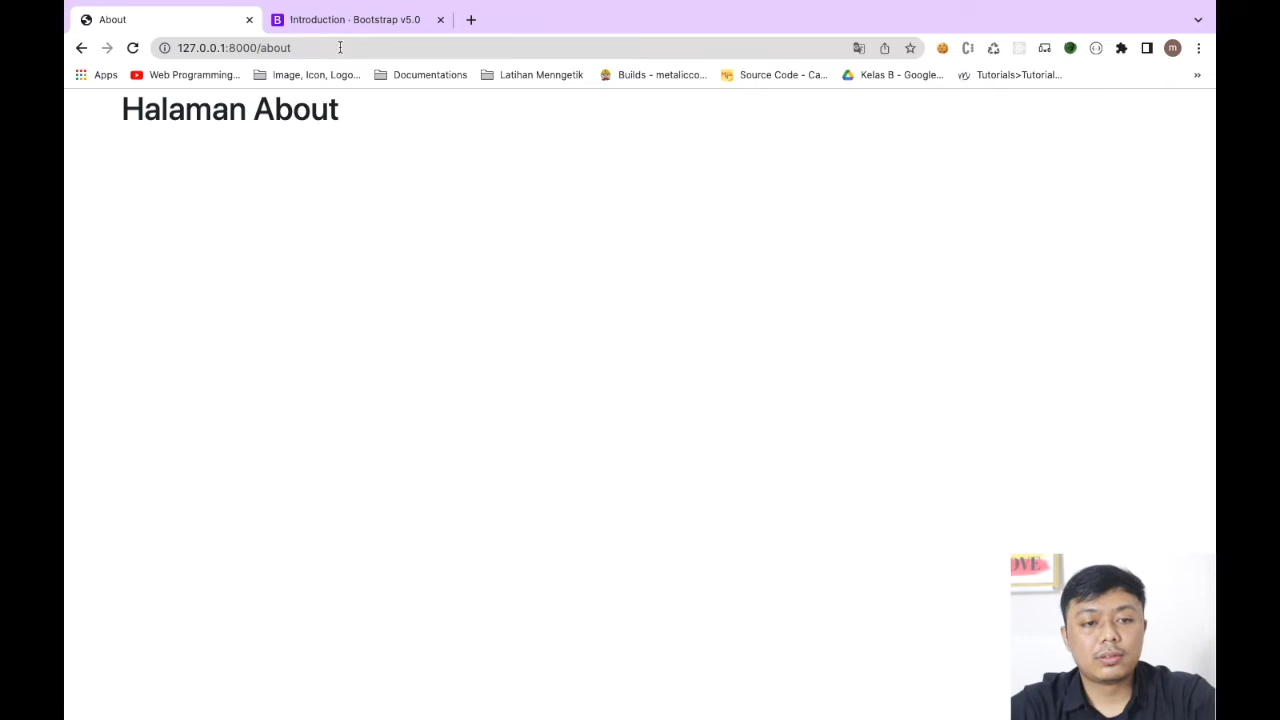 About
Introduction · Bootstrap v5.0
127.0.0.1:8000/about
Apps
Web Programming...
Image, Icon, Logo...
Documentations
Latihan Menngetik
Builds - metalicco...
Source Code - Ca...
Kelas B - Google...
Tutorials>Tutorial...
»
Halaman About
OVE